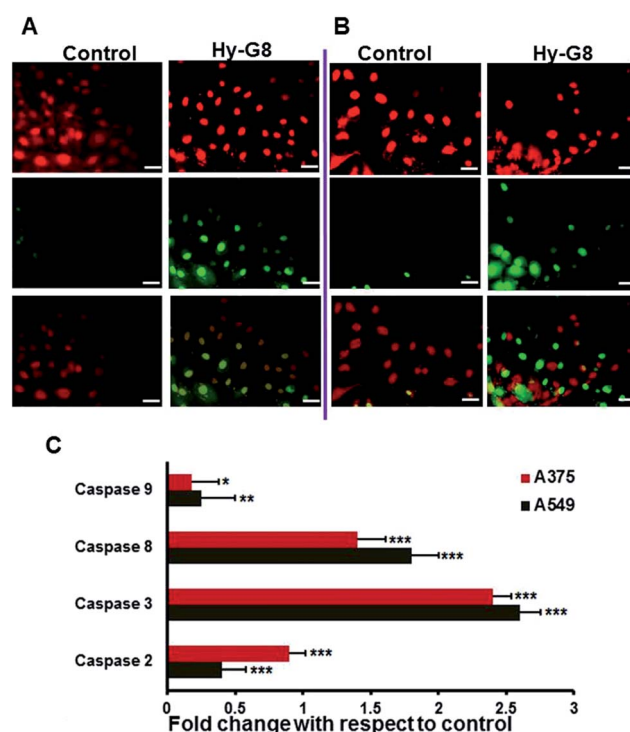 A
B
Control
Hy-G8
Control
Hy-G8
C
A375
A549
Caspase 9
*
**
Caspase 8
***
***
Caspase 3
***
***
Caspase 2
***
***
0 0.5 1 1.5 2 2.5 3
Fold change with respect to control